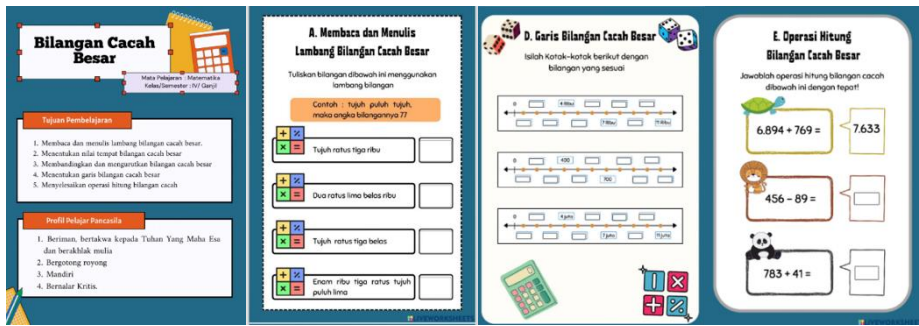 Bilangan Cacah
Besar
Mata Pelajaran : Matematika
Kelas/Semester : IV/ Ganjil
Tujuan Pembelajaran
1. Membaca dan menulis lambang bilangan cacah besar.
2. Menentukan nilai tempat bilangan cacah besar
3. Membandingkan dan mengurutkan bilangan cacah besar
4. Menentukan garis bilangan cacah besar
5. Menyelesaikan operasi hitung bilangan cacah
Profil Pelajar Pancasila
1. Beriman, bertakwa kepada Tuhan Yang Maha Esa
dan berakhlak mulia
2. Bergotong royong
3. Mandiri
4. Bernalar Kritis.
A. Membaca dan Menulis
Lambang Bilangan Cacah Besar
Tuliskan bilangan dibawah ini menggunakan
lambang bilangan
Contoh : tujuh puluh tujuh,
maka angka bilangannya 77
Tujuh ratus tiga ribu
Dua ratus lima belas ribu
Tujuh ratus tiga belas
Enam ribu tiga ratus tujuh
puluh lima
D. Garis Bilangan Cacah Besar
Isilah Kotak-kotak berikut dengan
bilangan yang sesuai
0
0 400
700
0 4 juta
7 juta 11 juta
E. Operasi Hitung
Bilangan Cacah Besar
Jawablah operasi hitung bilangan cacah
dibawah ini dengan tepat!
6.894 + 769 = 7.633
456 - 89 =
783 + 41 =
LIVEWORKSHEETS